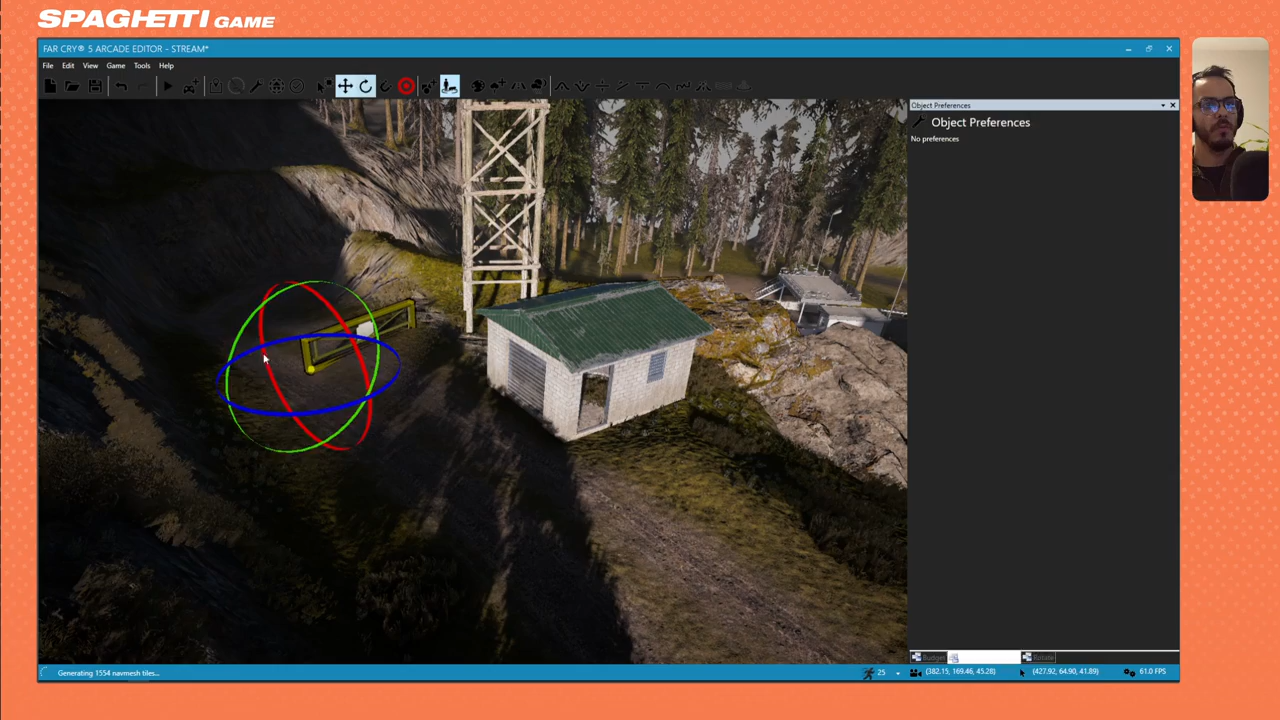 SPAGHETTI GAME
FAR CRY® 5 ARCADE EDITOR - STREAM*
File Edit View Game Tools Help
Object Preferences
Object Preferences
No preferences
Budget
Rotate
Generating 1554 navmesh tiles...
25
(382.15, 169.46, 45.28)
(427.92, 64.90, 41.89)
61.0 FPS